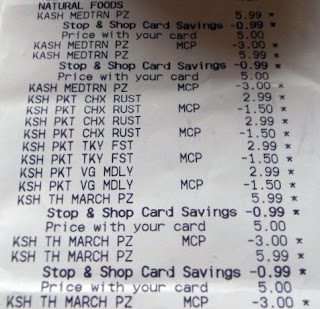 NATURAL FOODS
KASH MEDTRN PZ 5.99 *
Stop & Shop Card Savings -0.99 *
Price with your card 5.00
KASH MEDTRN PZ MCP -3.00 *
KASH MEDTRN PZ 5.99 *
Stop & Shop Card Savings -0.99 *
Price with your card 5.00
KASH MEDTRN PZ MCP -3.00 *
KSH PKT CHX RUST 2.99 *
KSH PKT CHX RUST MCP -1.50 *
KSH PKT CHX RUST 2.99 *
KSH PKT CHX RUST MCP -1.50 *
KSH PKT TKY FST 2.99 *
KSH PKT TKY FST MCP -1.50 *
KSH PKT VG MDLY 2.99 *
KSH PKT VG MDLY MCP -1.50 *
KSH TH MARCH PZ 5.99 *
Stop & Shop Card Savings -0.99 *
Price with your card 5.00
KSH TH MARCH PZ MCP -3.00 *
KSH TH MARCH PZ 5.99 *
Stop & Shop Card Savings -0.99 *
Price with your card 5.00
KSH TH MARCH PZ MCP -3.00 *